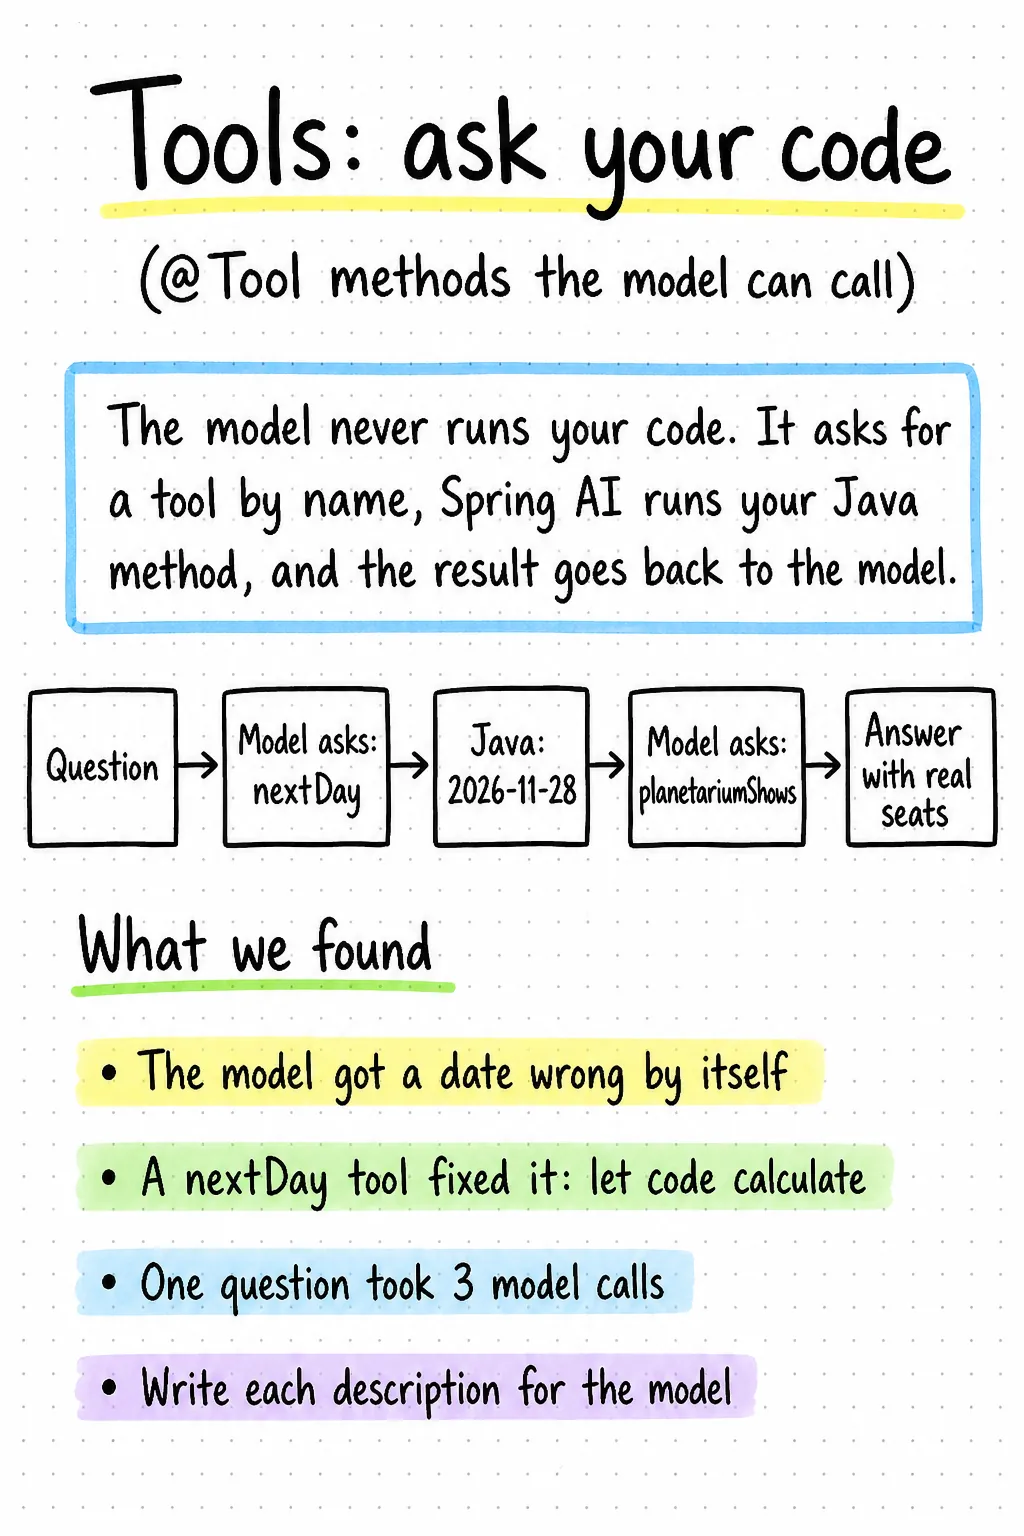 Tools: ask your code
(@Tool methods the model can call)
The model never runs your code. It asks for
a tool by name, Spring AI runs your Java
method, and the result goes back to the model.
Question
Model asks:
nextDay
Java:
2026-11-28
Model asks:
planetariumShows
Answer
with real
seats
What we found
• The model got a date wrong by itself
• A nextDay tool fixed it: let code calculate
• One question took 3 model calls
• Write each description for the model